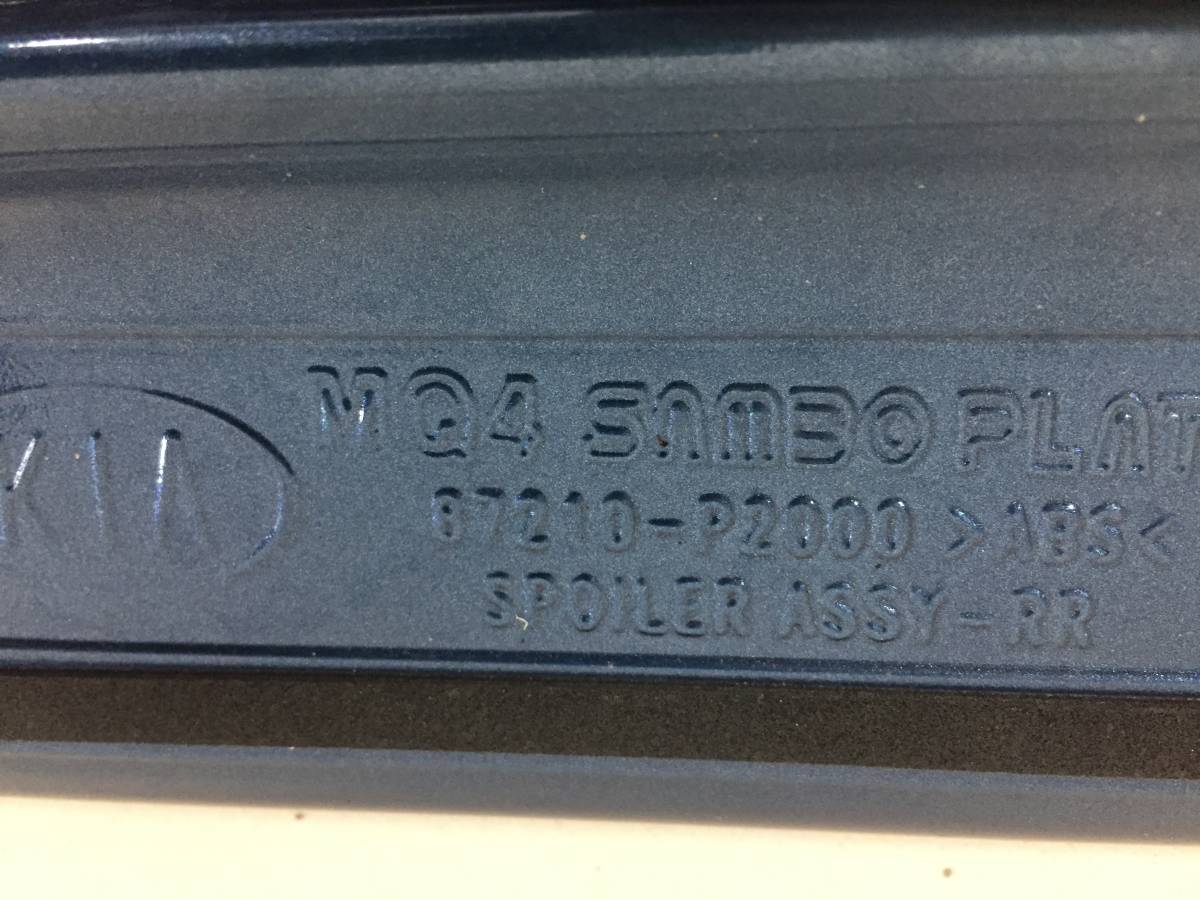 KIA
MQ4 SAMBO PLAT
87210-P2000 >ABS<
SPOILER ASSY-RR